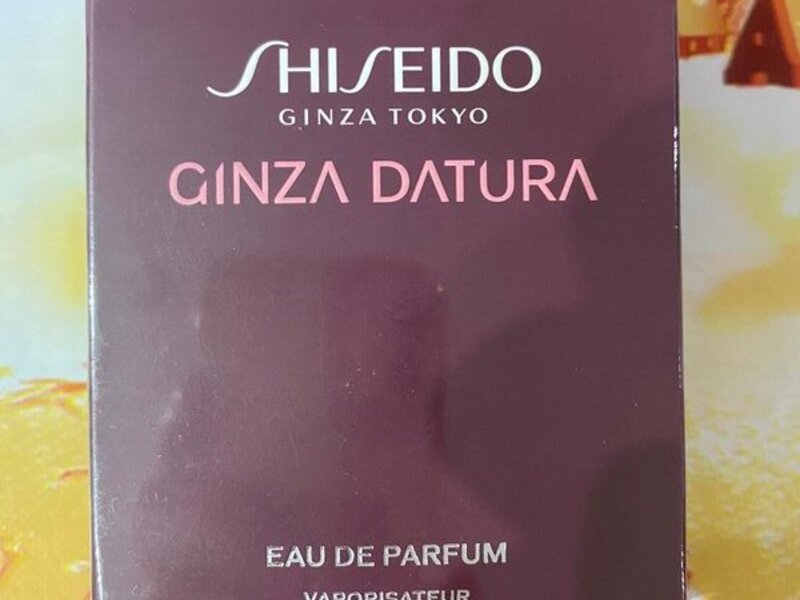 SHISEIDO
GINZA TOKYO
GINZA DATURA
EAU DE PARFUM
VAPORISATEUR